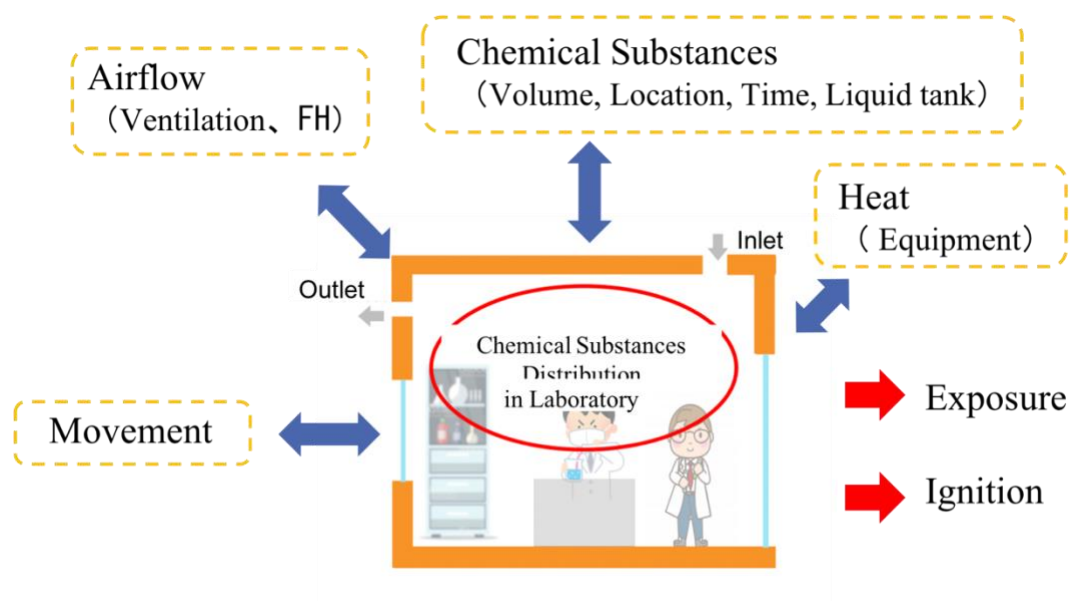 Chemical Substances
（Volume, Location, Time, Liquid tank）
Airflow
（Ventilation、FH）
Heat
（ Equipment）
Inlet
Outlet
Chemical Substances
Distribution
in Laboratory
Movement
Exposure
Ignition